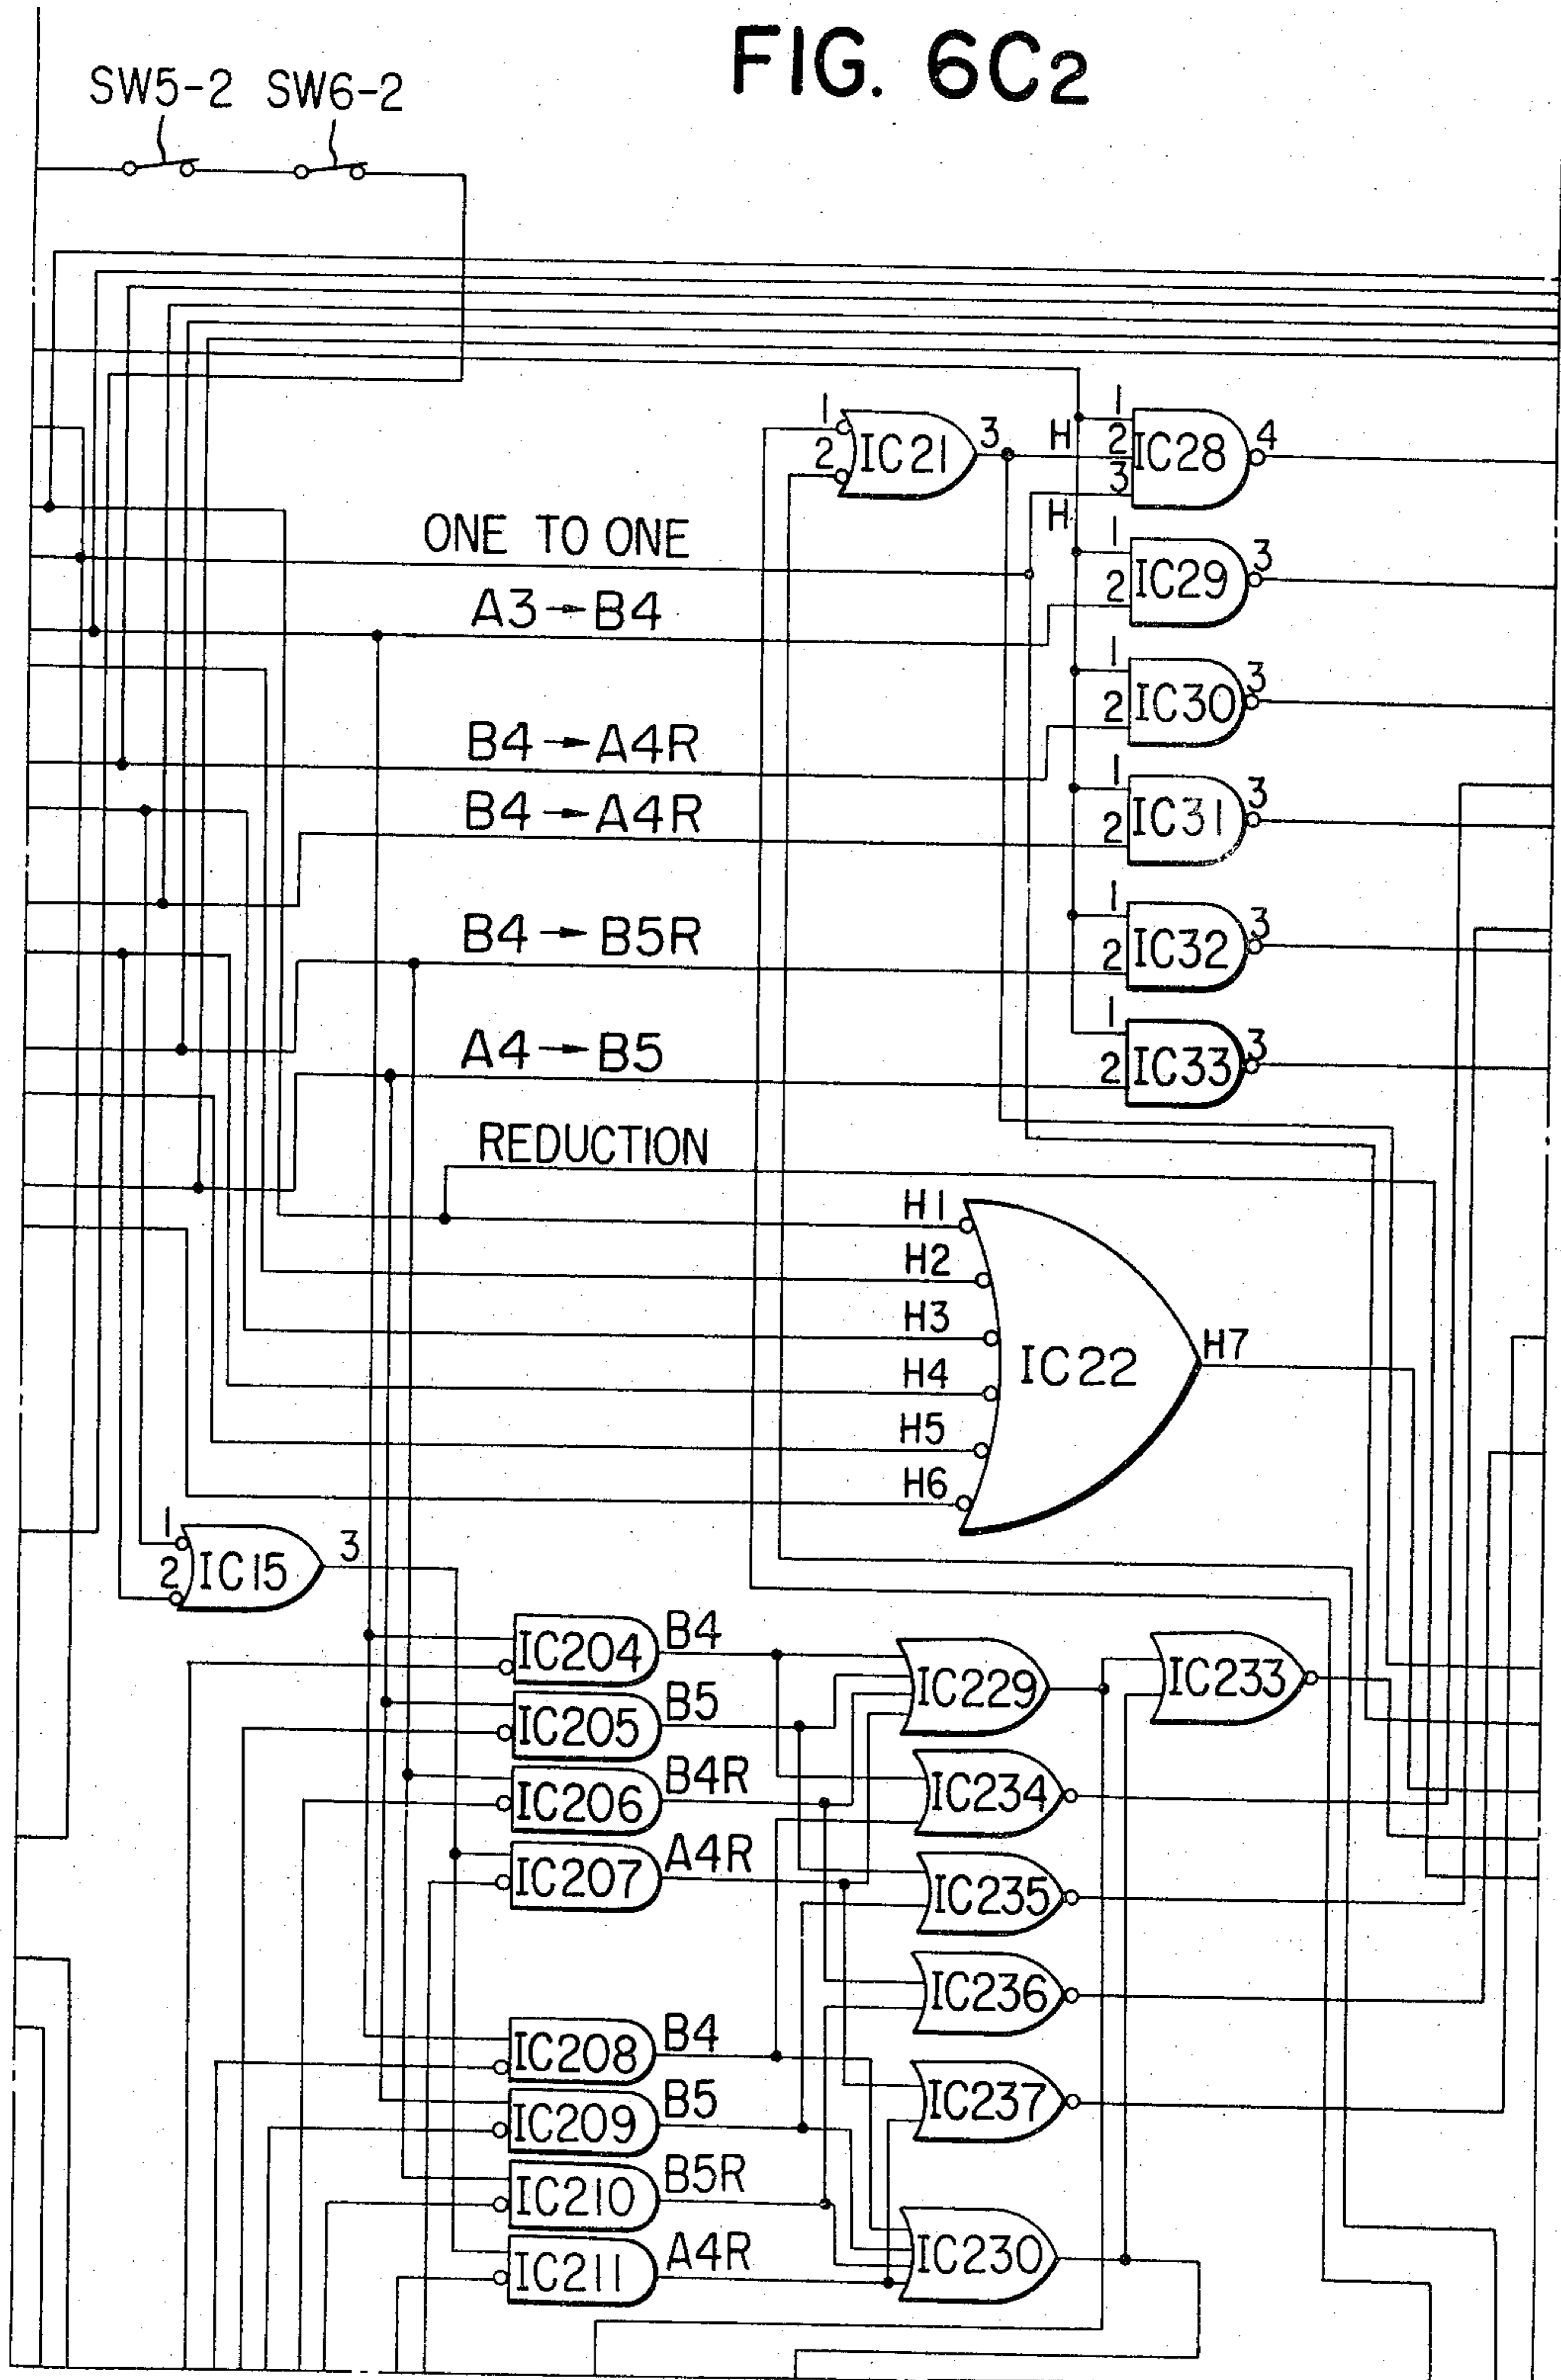 FIG. 6C2
SW5-2 SW6-2
1
2
IC21
3
H
1
2
3
IC28
4
H
ONE TO ONE
1
2
IC29
3
A3→B4
1
2
IC30
3
B4→A4R
1
2
IC31
3
B4→A4R
1
2
IC32
3
B4→B5R
1
2
IC33
3
A4→B5
REDUCTION
H1
H2
H3
H4
H5
H6
IC22
H7
1
2
IC15
3
IC204
B4
IC229
IC233
IC205
B5
IC206
B4R
IC234
IC207
A4R
IC235
IC236
IC208
B4
IC237
IC209
B5
IC210
B5R
IC211
A4R
IC230